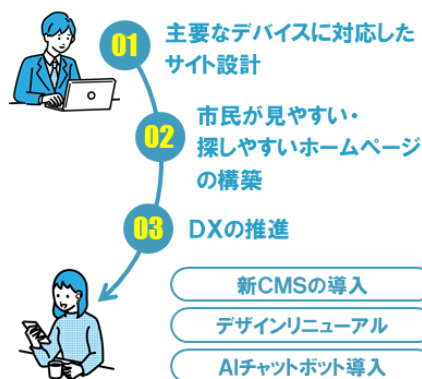 01
主要なデバイスに対応した
サイト設計
02
市民が見やすい・
探しやすいホームページ
の構築
03
DXの推進
新CMSの導入
デザインリニューアル
AIチャットボット導入